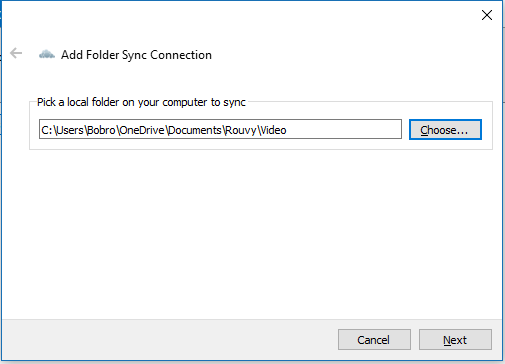 Add Folder Sync Connection
Pick a local folder on your computer to sync
C:\Users\Bobro\OneDrive\Documents\Rouvy\Video
Choose...
Cancel
Next